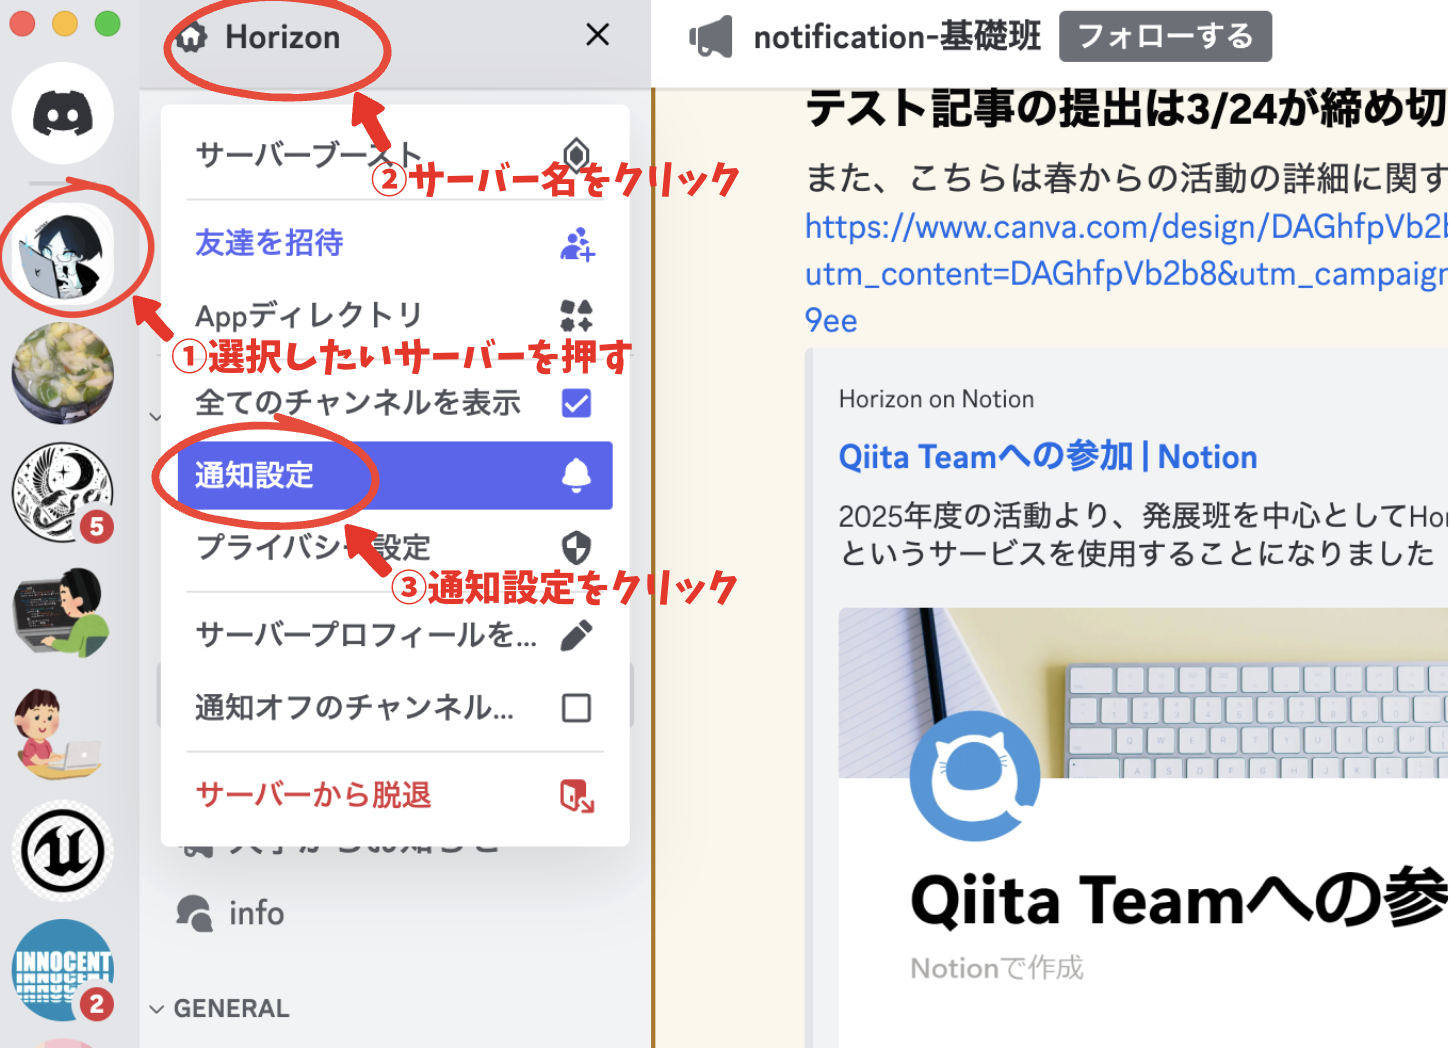 Horizon
notification-基礎班
フォローする
サーバーブースト
②サーバー名をクリック
友達を招待
Appディレクトリ
①選択したいサーバーを押す
全てのチャンネルを表示
通知設定
プライバシー設定
③通知設定をクリック
サーバープロフィールを...
通知オフのチャンネル...
サーバーから脱退
info
GENERAL
5
INNOCENT
2
テスト記事の提出は3/24が締め切
また、こちらは春からの活動の詳細に関す
https://www.canva.com/design/DAGhfpVb2b
utm_content=DAGhfpVb2b8&utm_campaign
9ee
Horizon on Notion
Qiita Teamへの参加 | Notion
2025年度の活動より、発展班を中心としてHor
というサービスを使用することになりました
Qiita Teamへの参
Notionで作成